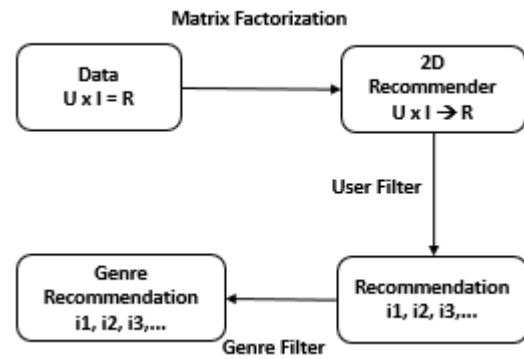 Matrix Factorization
Data
U x I = R
2D
Recommender
U x I → R
User Filter
Recommendation
i1, i2, i3,...
Genre
Recommendation
i1, i2, i3,...
Genre Filter